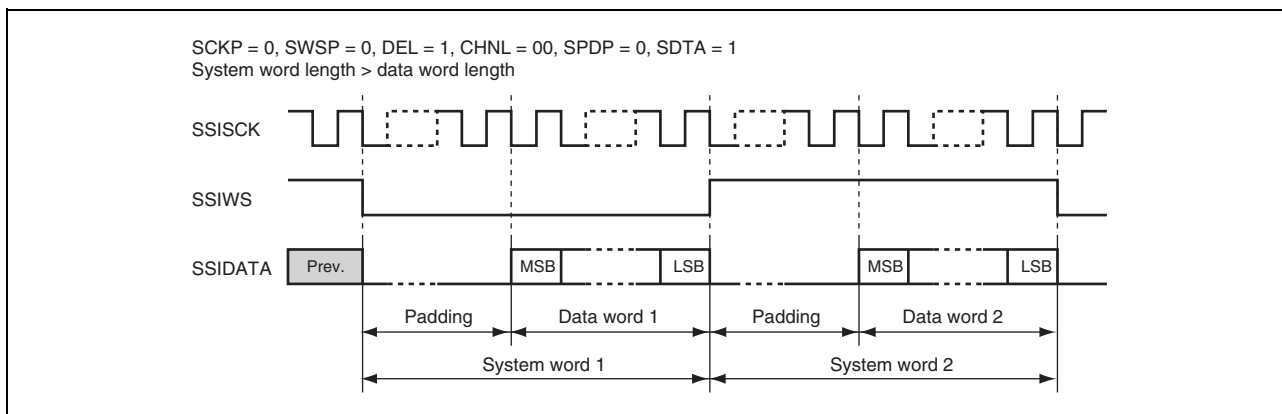 SCKP = 0, SWSP = 0, DEL = 1, CHNL = 00, SPDP = 0, SDTA = 1
System word length > data word length
SSISCK
SSIWS
SSIDATA
Prev.
MSB
LSB
MSB
LSB
Padding
Data word 1
Padding
Data word 2
System word 1
System word 2